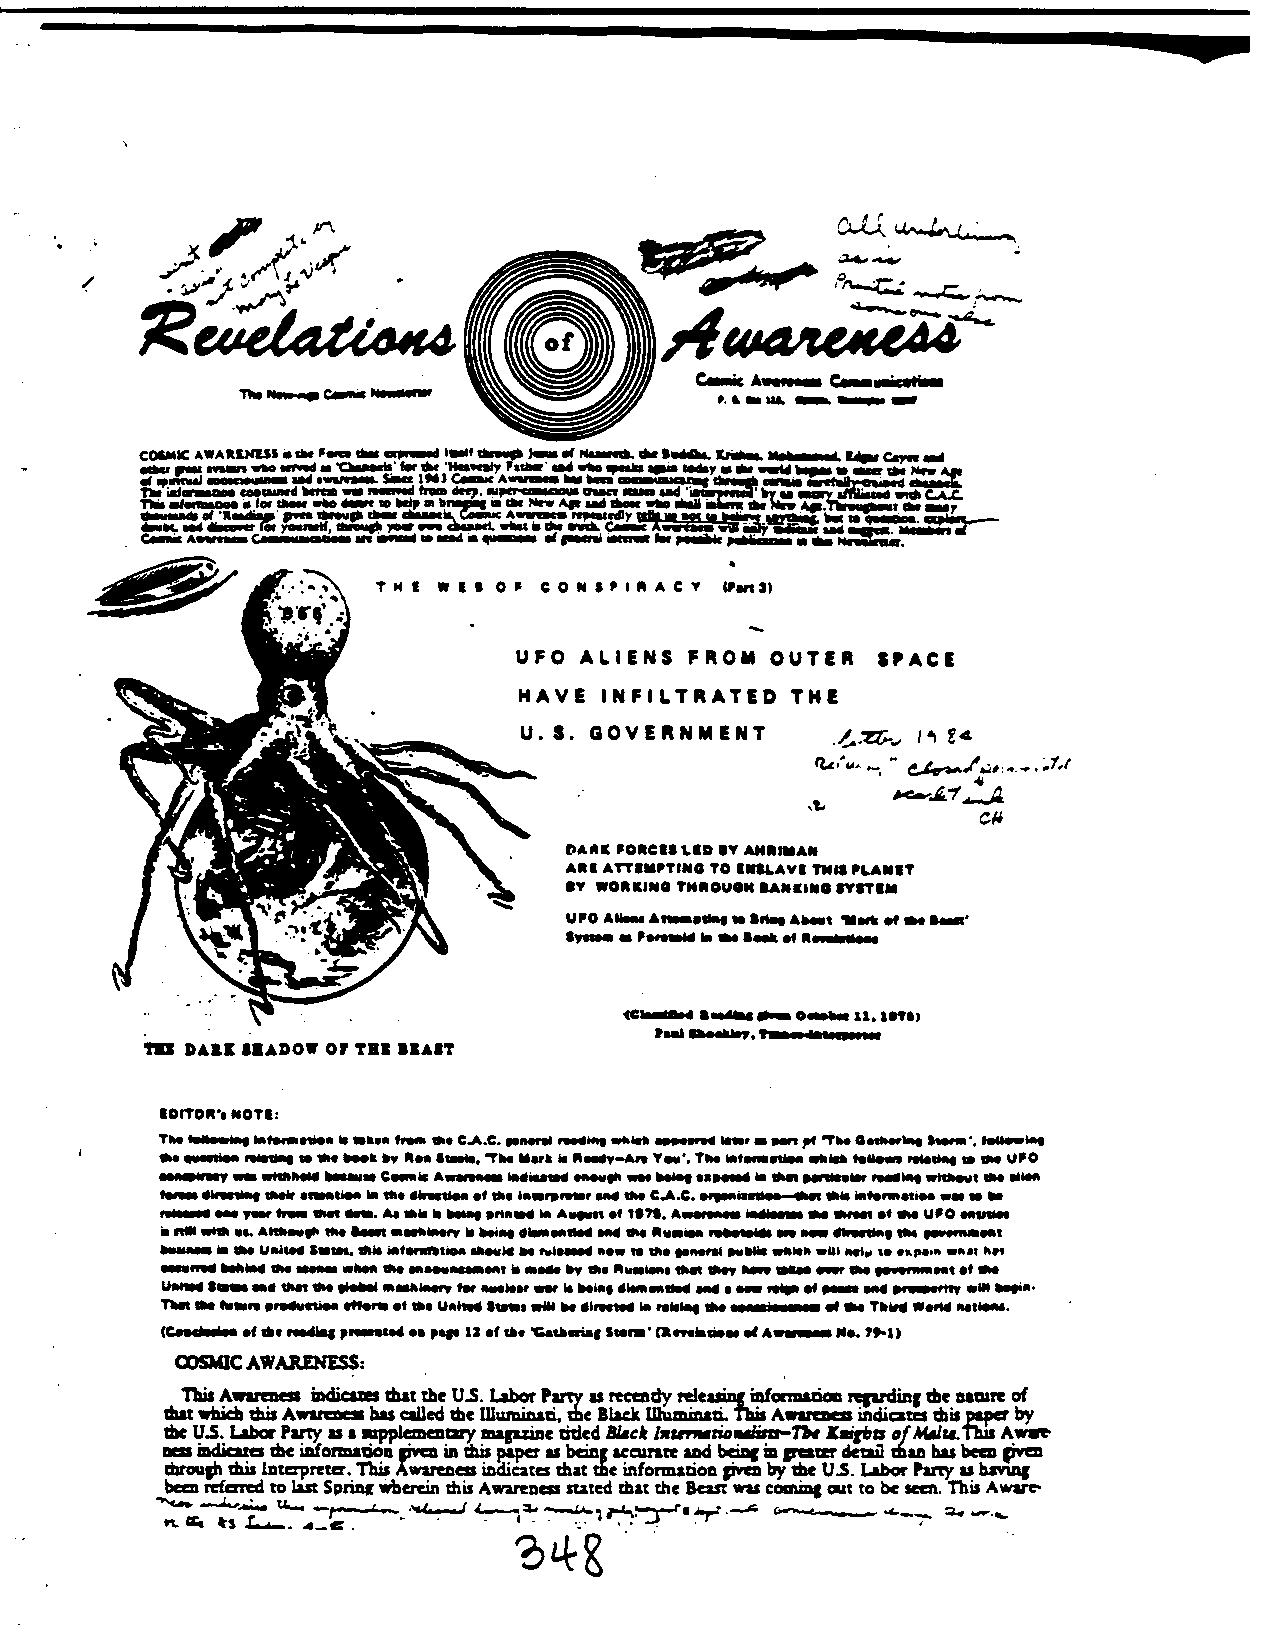 All underlining
as is
Printed notes from
someone else
not complete or
may be vague
Revelations of Awareness
The New-age Cosmic Newsletter
Cosmic Awareness Communications
P. O. Box 115, Olympia, Washington
COSMIC AWARENESS is the Force that expressed itself through Jesus of Nazareth, the Buddha, Krishna, Mohammed, Edgar Cayce and
other great avatars who served as 'Channels' for the 'Heavenly Father' and who speaks again today as the world begins to enter the New Age
of spiritual consciousness and awareness. Since 1963 Cosmic Awareness has been communicating through certain carefully-trained channels.
The information contained herein was received from deep, super-conscious trance states and 'interpreted' by an entity affiliated with C.A.C.
This information is for those who desire to help in bringing in the New Age and those who shall inherit the New Age. Throughout the many
thousands of 'Readings' given through these channels, Cosmic Awareness repeatedly tells us not to believe anything, but to question, explore,
doubt, and discover for yourself, through your own channel, what is the truth. Cosmic Awareness will only indicate and suggest. Members of
Cosmic Awareness Communications are invited to send in questions of general interest for possible publication in this Newsletter.
THE WEB OF CONSPIRACY (Part 3)
666
UFO ALIENS FROM OUTER SPACE
HAVE INFILTRATED THE
U.S. GOVERNMENT
letter 1984
CH
DARK FORCES LED BY AHRIMAN
ARE ATTEMPTING TO ENSLAVE THIS PLANET
BY WORKING THROUGH BANKING SYSTEM
UFO Aliens Attempting to Bring About 'Mark of the Beast'
System as Foretold in the Book of Revelations
(Classified Reading given October 11, 1978)
Paul Shockley, Trance-Interpreter
THE DARK SHADOW OF THE BEAST
EDITOR's NOTE:
The following information is taken from the C.A.C. general reading which appeared later as part of 'The Gathering Storm', following
the question relating to the book by Ron Steele, 'The Mark is Ready—Are You'. The information which follows relating to the UFO
conspiracy was withheld because Cosmic Awareness indicated enough was being exposed in that particular reading without the alien
forces directing their attention in the direction of the interpreter and the C.A.C. organization—that this information was to be
released one year from that date. As this is being printed in August of 1979, Awareness indicates the threat of the UFO entities
is still with us. Although the Beast machinery is being dismantled and the Russian robotoids are now directing the government
business in the United States, this information should be released now to the general public which will help to explain what has
occurred behind the scenes when the announcement is made by the Russians that they have taken over the government of the
United States and that the global machinery for nuclear war is being dismantled and a new reign of peace and prosperity will begin.
That the future production efforts of the United States will be directed in raising the consciousness of the Third World nations.
(Conclusion of the reading presented on page 12 of the 'Gathering Storm' (Revelations of Awareness No. 79-1)
COSMIC AWARENESS:
This Awareness indicates that the U.S. Labor Party is recently releasing information regarding the nature of
that which this Awareness has called the Illuminati, the Black Illuminati. This Awareness indicates this paper by
the U.S. Labor Party as a supplementary magazine titled Black Internationalists—The Knights of Malta. This Aware-
ness indicates the information given in this paper as being accurate and being in greater detail than has been given
through this Interpreter. This Awareness indicates that the information given by the U.S. Labor Party as having
been referred to last Spring wherein this Awareness stated that the Beast was coming out to be seen. This Aware-
348